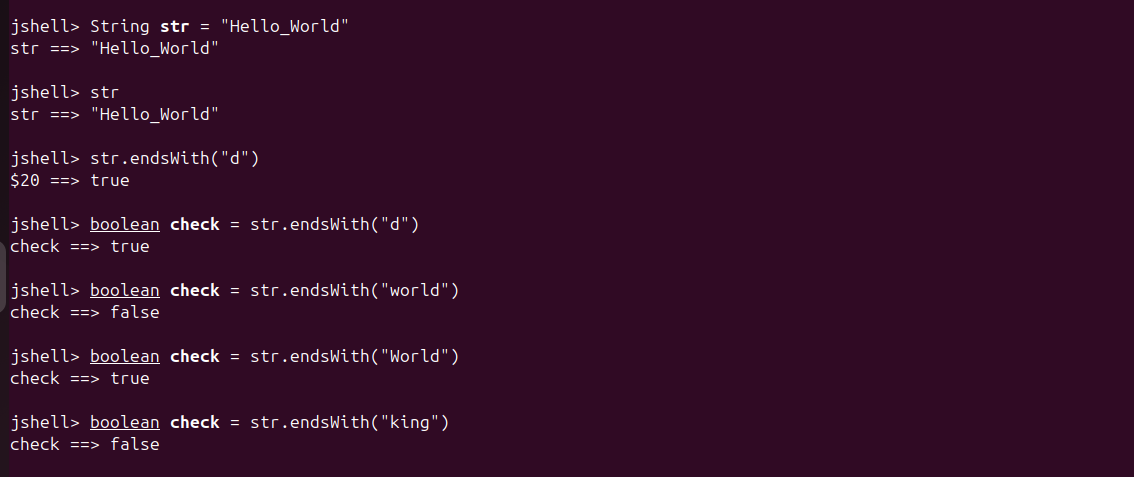 jshell> String str = "Hello_World"
str ==> "Hello_World"
jshell> str
str ==> "Hello_World"
jshell> str.endsWith("d")
$20 ==> true
jshell> boolean check = str.endsWith("d")
check ==> true
jshell> boolean check = str.endsWith("world")
check ==> false
jshell> boolean check = str.endsWith("World")
check ==> true
jshell> boolean check = str.endsWith("king")
check ==> false